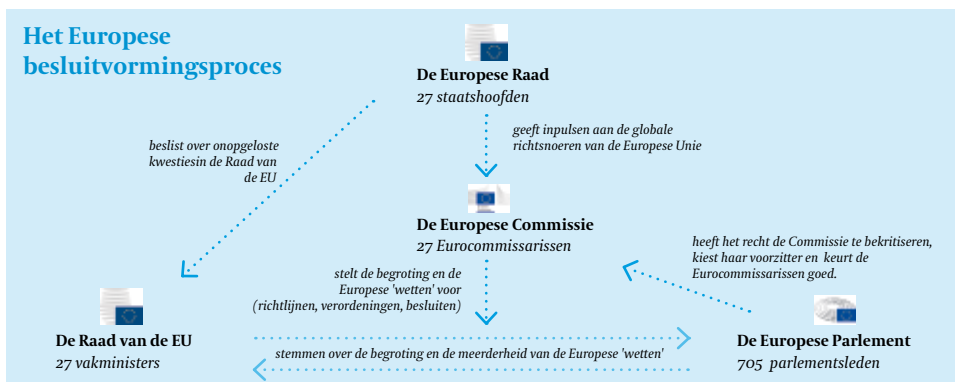 Het Europese
besluitvormingsproces
De Europese Raad
27 staatshoofden
beslist over onopgeloste
kwestiesin de Raad van
de EU
geeft inpulsen aan de globale
richtsnoeren van de Europese Unie
De Europese Commissie
27 Eurocommissarissen
heeft het recht de Commissie te bekritiseren,
kiest haar voorzitter en keurt de
Eurocommissarissen goed.
stelt de begroting en de
Europese 'wetten' voor
(richtlijnen, verordeningen, besluiten)
De Raad van de EU
27 vakministers
stemmen over de begroting en de meerderheid van de Europese 'wetten'
De Europese Parlement
705 parlementsleden